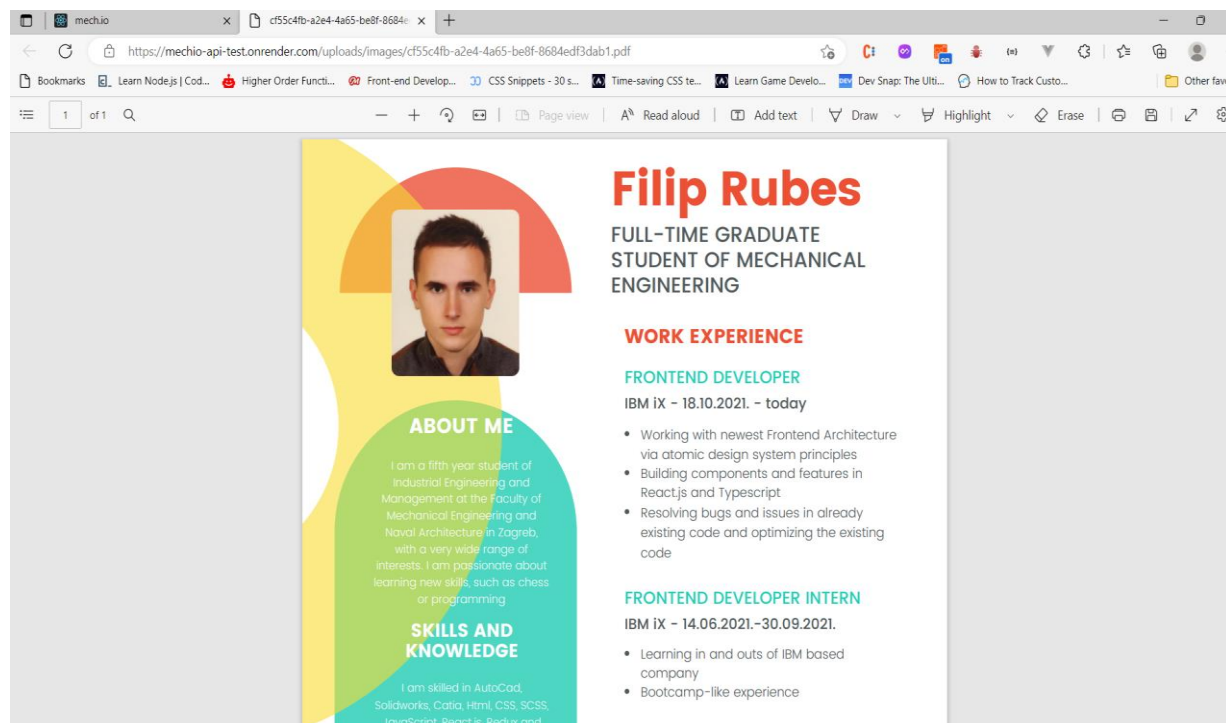 mech.io
cf55c4fb-a2e4-4a65-be8f-8684e
https://mechio-api-test.onrender.com/uploads/images/cf55c4fb-a2e4-4a65-be8f-8684edf3dab1.pdf
on
Bookmarks
Learn Node.js | Cod...
Higher Order Functi...
Front-end Develop...
CSS Snippets - 30 s...
Time-saving CSS te...
Learn Game Develo...
Dev Snap: The Ulti...
How to Track Custo...
Other fav
1 of 1
Page view
Read aloud
Add text
Draw
Highlight
Erase
ABOUT ME
I am a fifth year student of
Industrial Engineering and
Management at the Faculty of
Mechanical Engineering and
Naval Architecture in Zagreb,
with a very wide range of
interests. I am passionate about
learning new skills, such as chess
or programming
SKILLS AND
KNOWLEDGE
I am skilled in AutoCad,
Solidworks, Catia, Html, CSS, SCSS,
JavaScript, React.js, Redux and
Filip Rubes
FULL-TIME GRADUATE
STUDENT OF MECHANICAL
ENGINEERING
WORK EXPERIENCE
FRONTEND DEVELOPER
IBM iX - 18.10.2021. - today
• Working with newest Frontend Architecture
via atomic design system principles
• Building components and features in
React.js and Typescript
• Resolving bugs and issues in already
existing code and optimizing the existing
code
FRONTEND DEVELOPER INTERN
IBM iX - 14.06.2021.-30.09.2021.
• Learning in and outs of IBM based
company
• Bootcamp-like experience